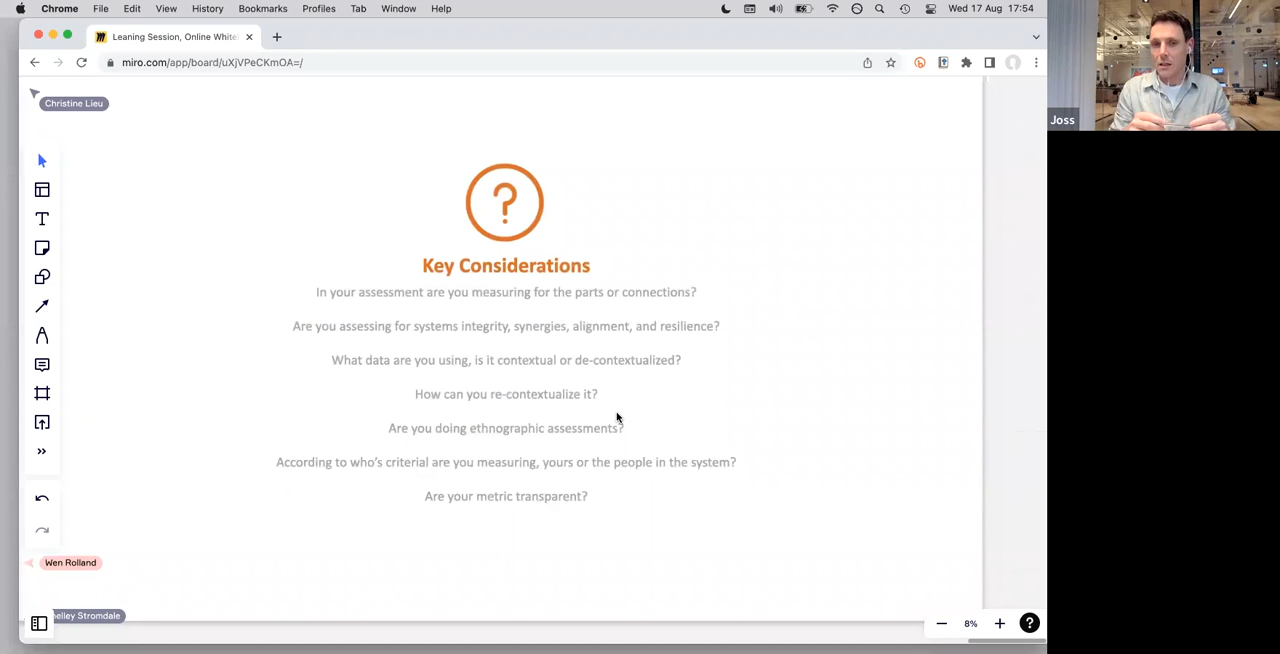 Chrome File Edit View History Bookmarks Profiles Tab Window Help Wed 17 Aug 17:54
Leaning Session, Online White
miro.com/app/board/uXjVPeCKmOA=/
Joss
Christine Lieu
?
Key Considerations
In your assessment are you measuring for the parts or connections?
Are you assessing for systems integrity, synergies, alignment, and resilience?
What data are you using, is it contextual or de-contextualized?
How can you re-contextualize it?
Are you doing ethnographic assessments?
According to who's criterial are you measuring, yours or the people in the system?
Are your metric transparent?
Wen Rolland
elley Stromdale
8% ?